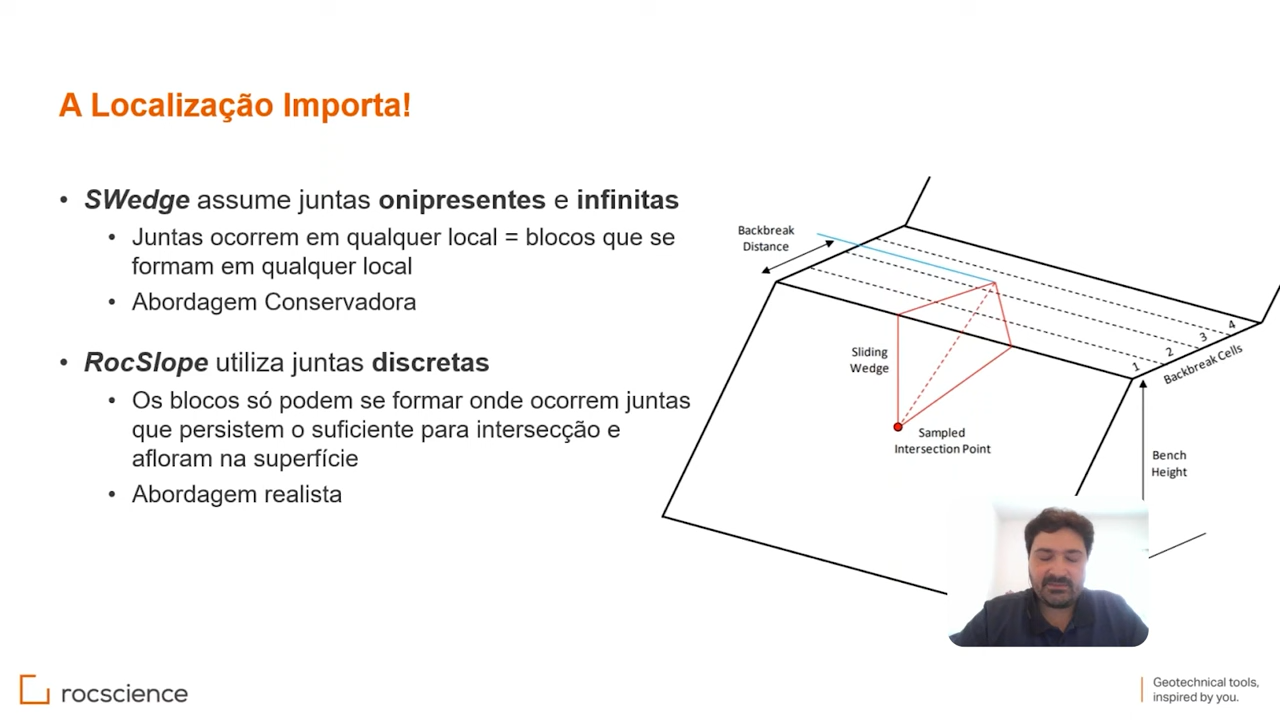 A Localização Importa!
• SWedge assume juntas onipresentes e infinitas
• Juntas ocorrem em qualquer local = blocos que se
formam em qualquer local
• Abordagem Conservadora
• RocSlope utiliza juntas discretas
• Os blocos só podem se formar onde ocorrem juntas
que persistem o suficiente para intersecção e
afloram na superfície
• Abordagem realista
Backbreak
Distance
Sliding
Wedge
Sampled
Intersection Point
1
2
3
4
Backbreak Cells
Bench
Height
rocscience
Geotechnical tools,
inspired by you.